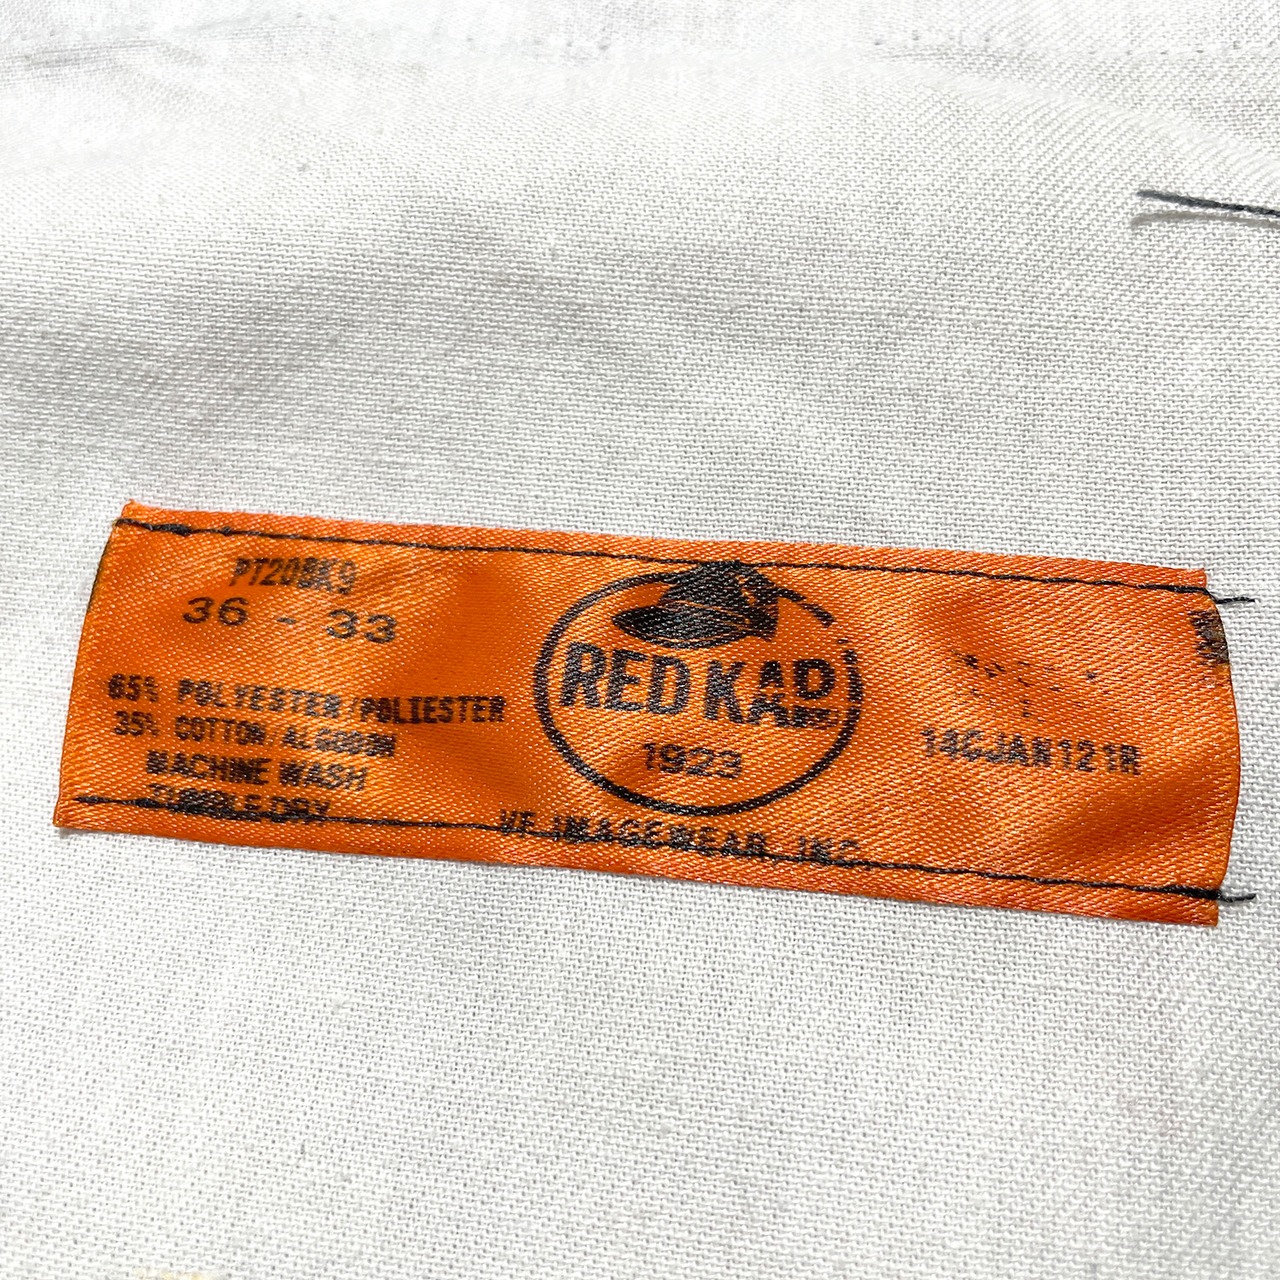 PT20BK9
36 - 33
65% POLYESTER/POLIESTER
35% COTTON/ALGODON
MACHINE WASH
TUMBLE DRY
RED KAP
1923
VF IMAGEWEAR, INC.
14CJAN121R